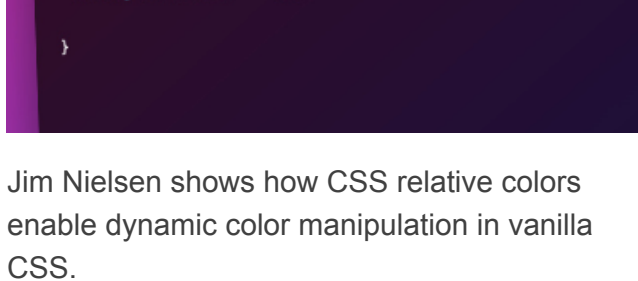 }
Jim Nielsen shows how CSS relative colors
enable dynamic color manipulation in vanilla
CSS.